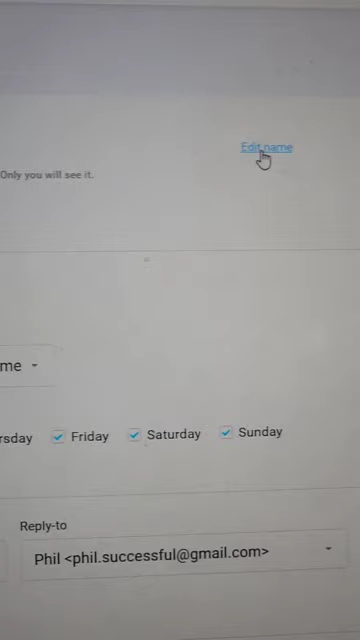 Edit name
Only you will see it.
me
rsday Friday Saturday Sunday
Reply-to
Phil <phil.successful@gmail.com>